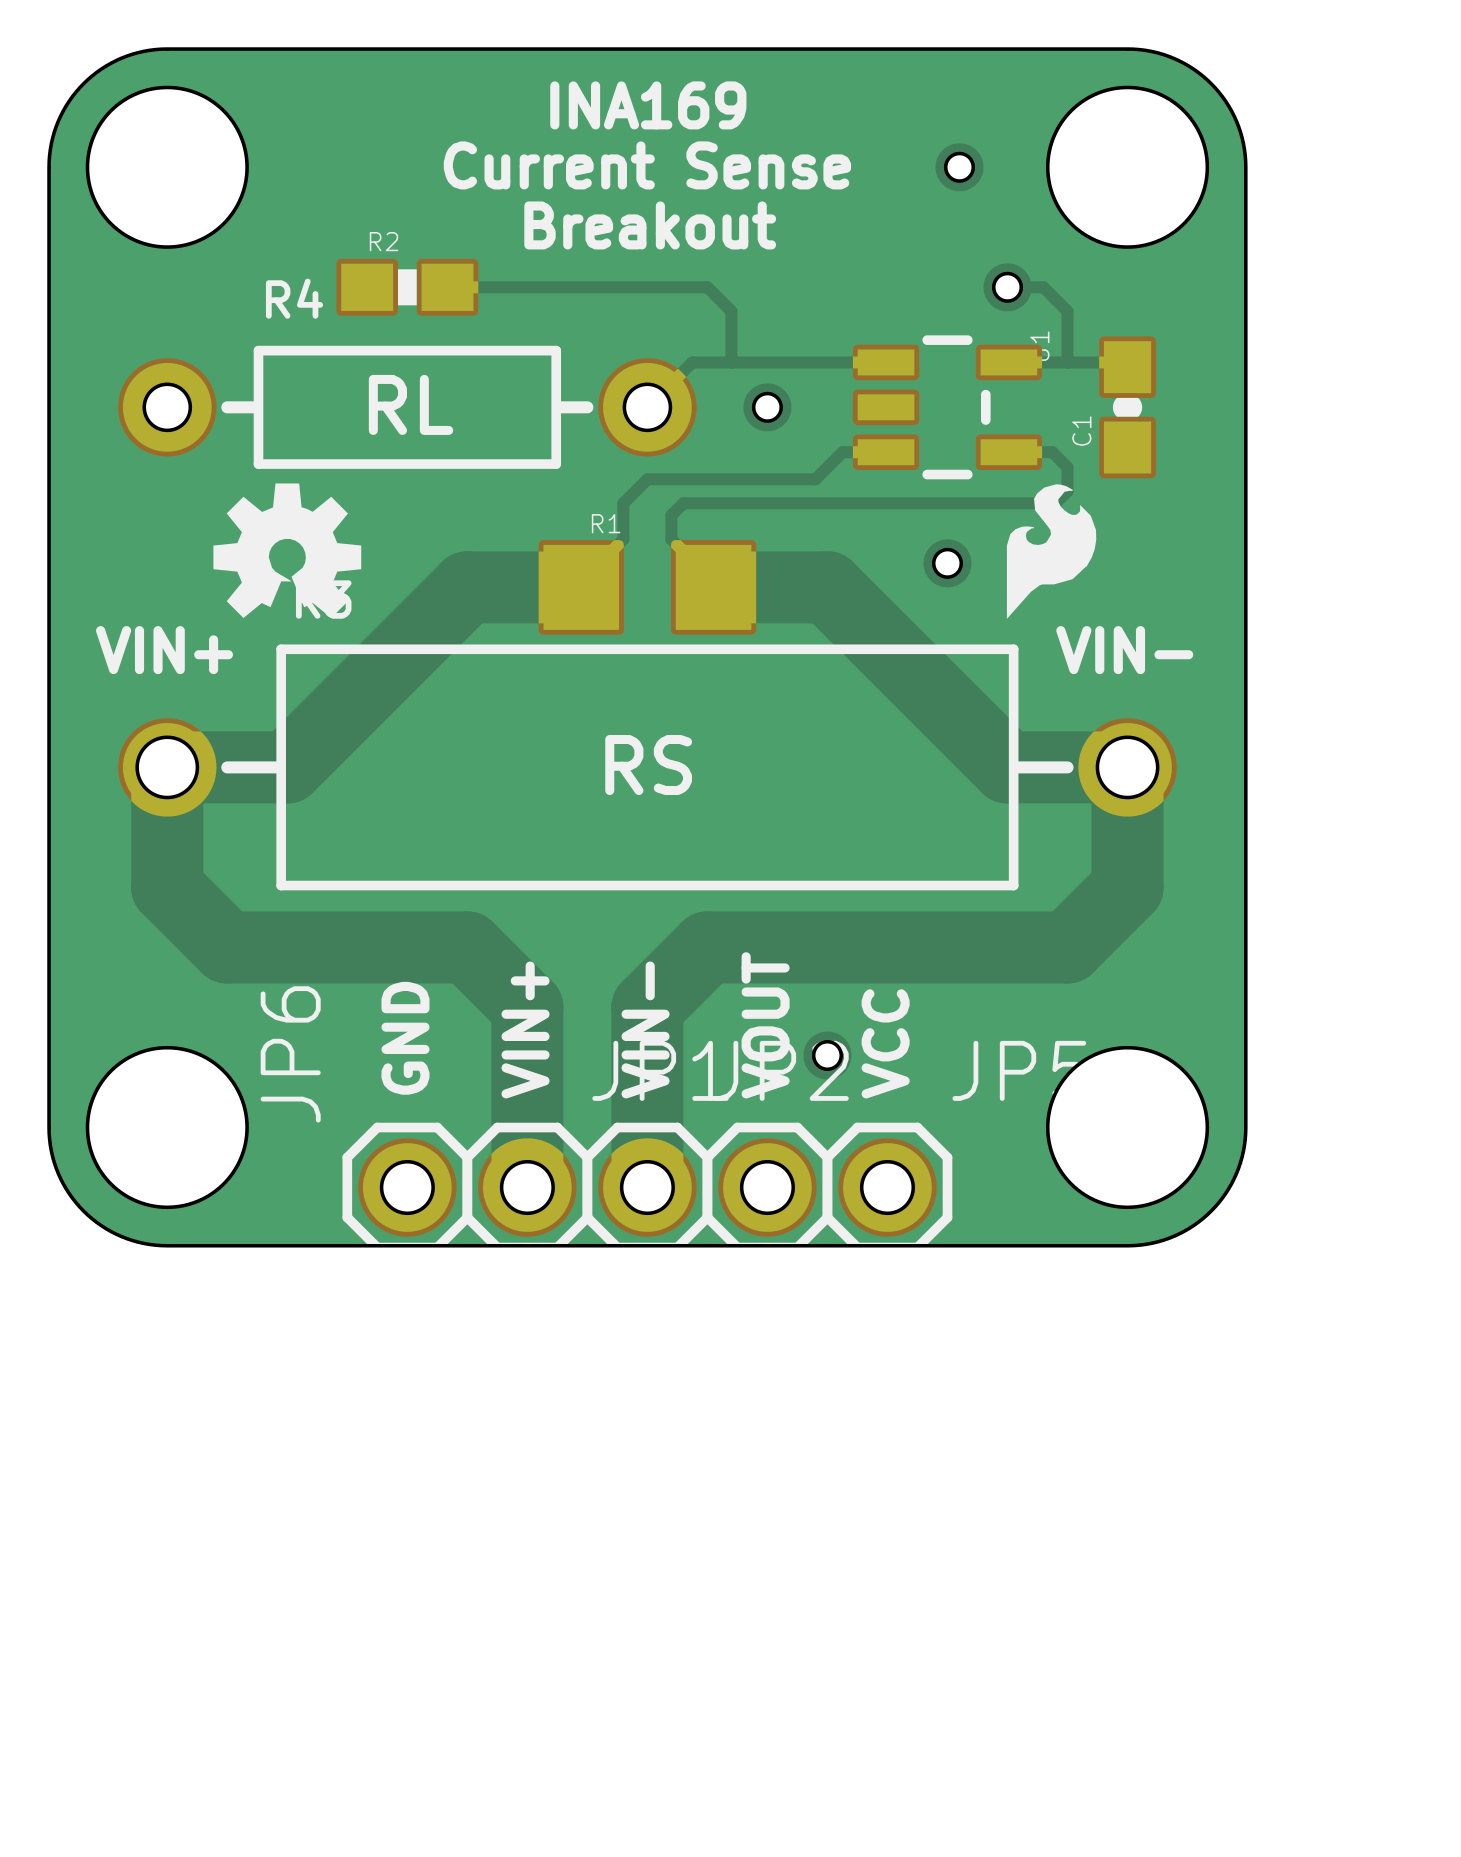 INA169
Current Sense
Breakout
R2
R4
C1
RL
R1
R3
VIN+
VIN-
RS
JP6
GND
VIN+
VIN-
VOUT
VCC
JP1
JP2
JP5